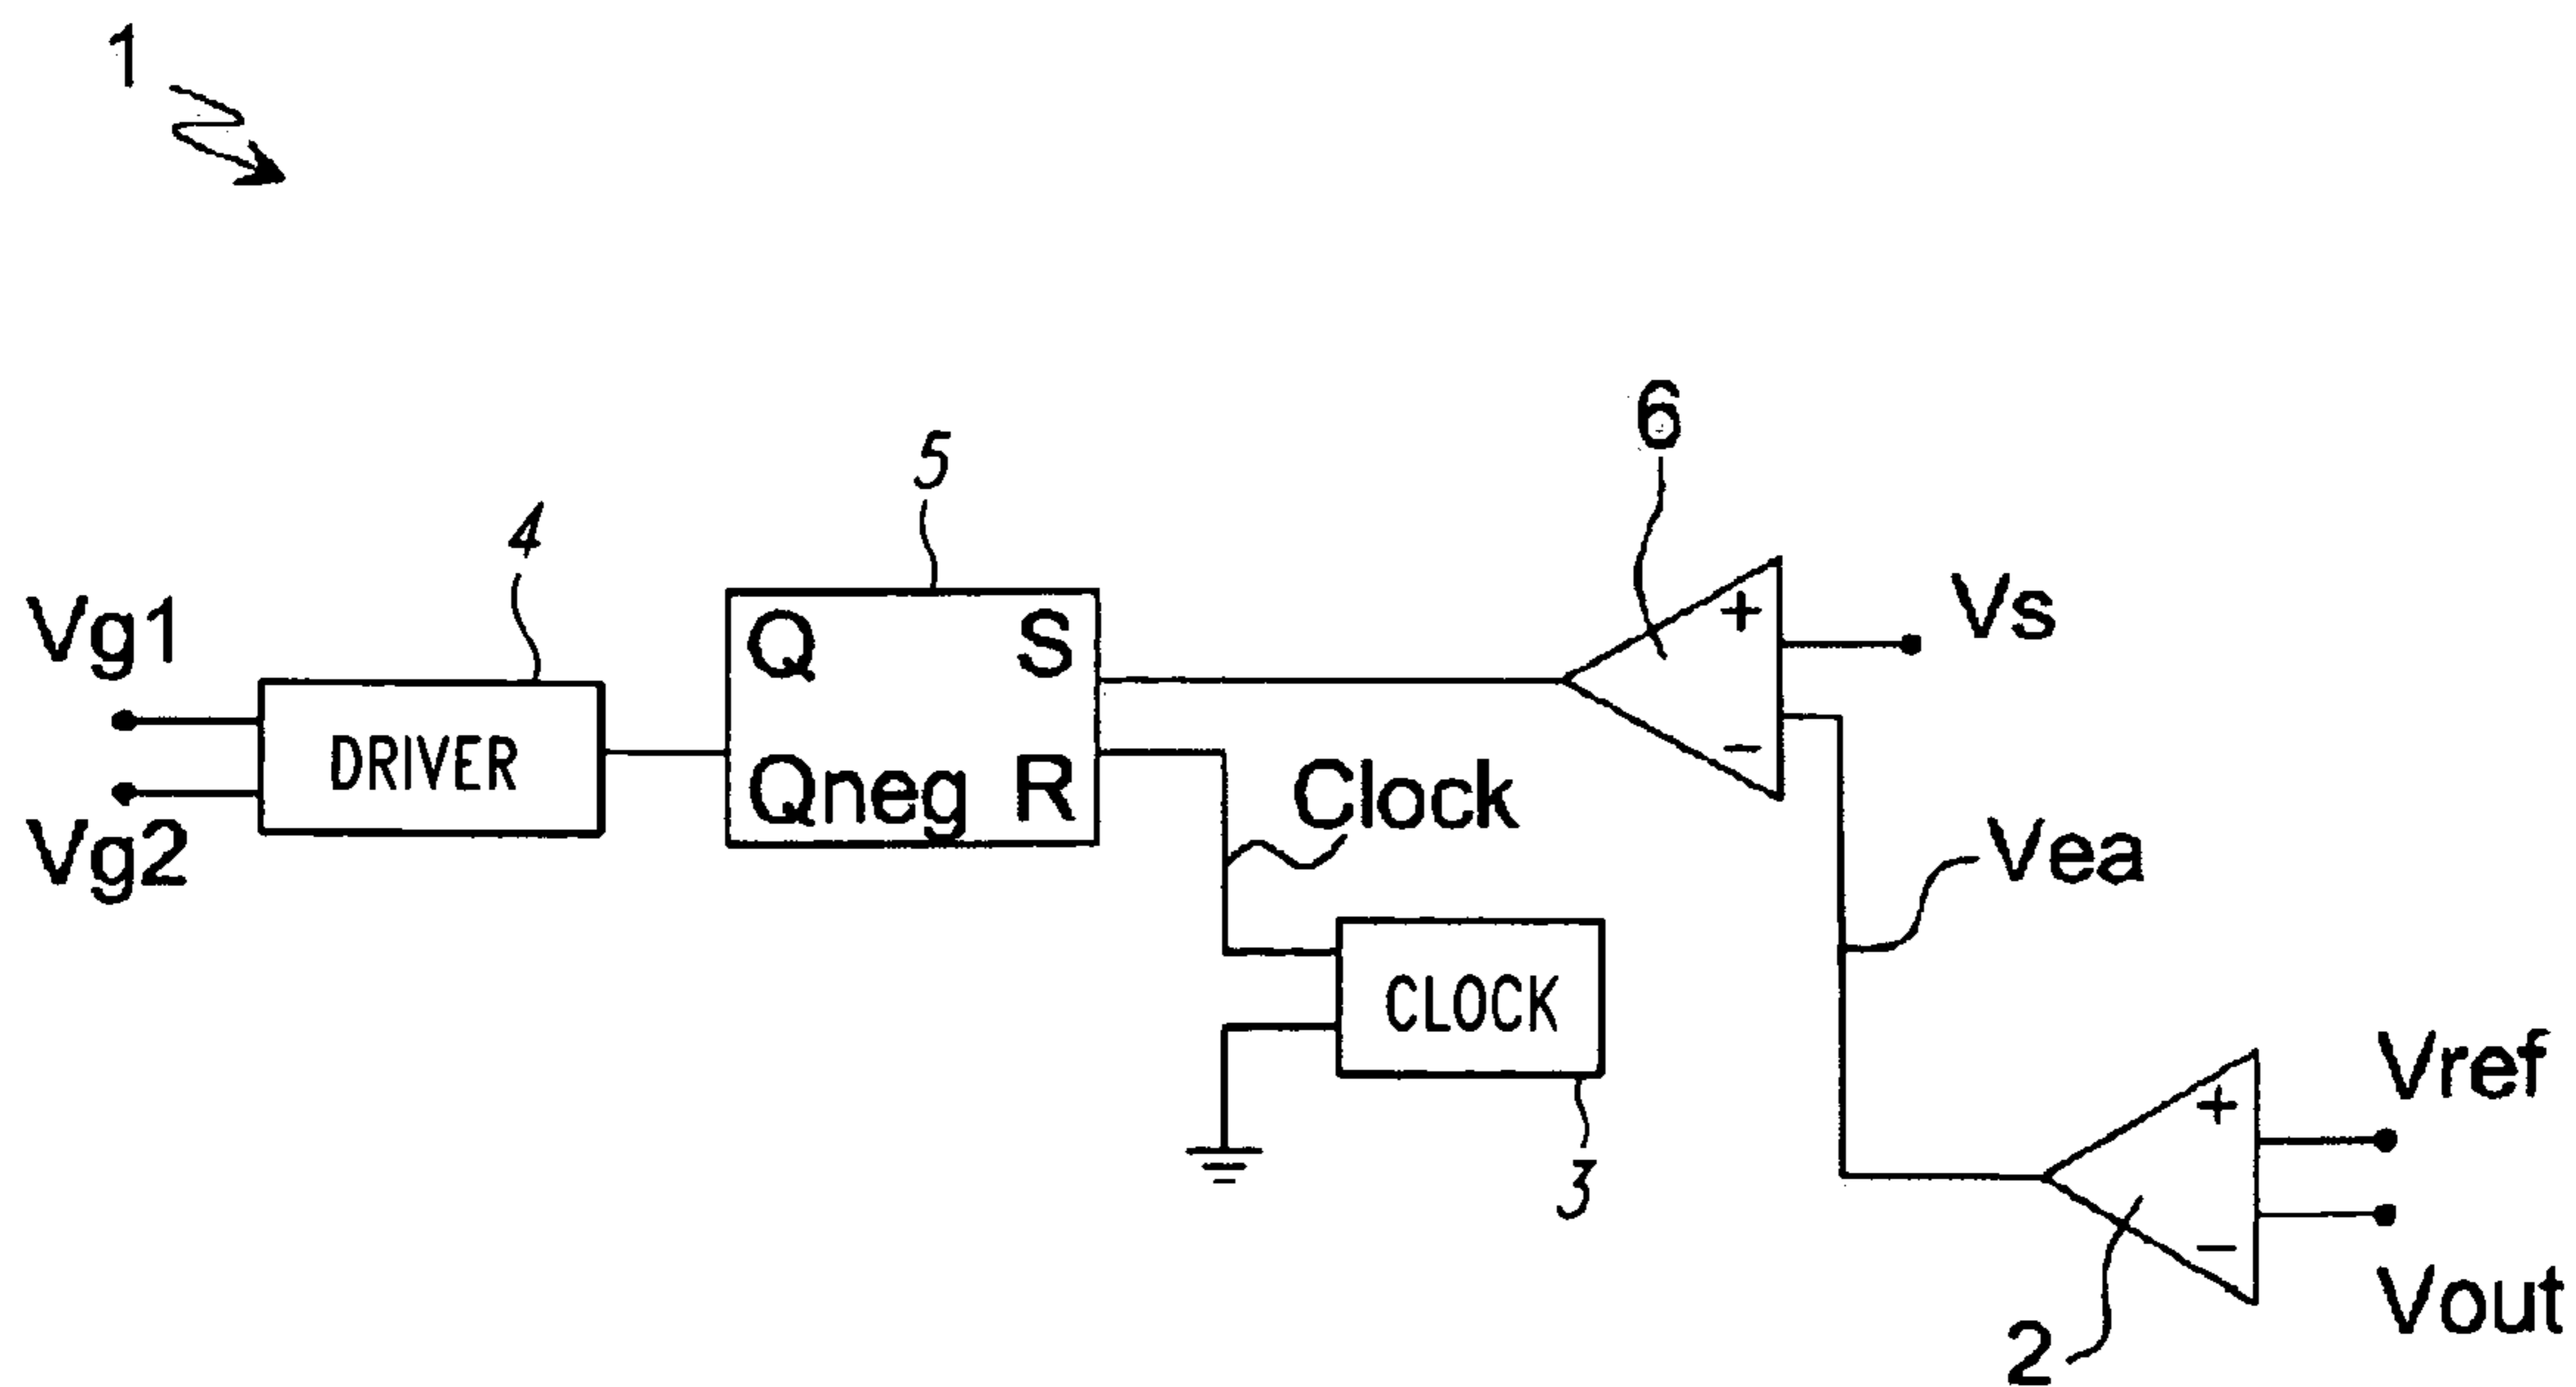 1
6
5
4
Vg1
Q S
+
Vs
DRIVER
Qneg R
−
Clock
Vg2
Vea
CLOCK
Vref
+
3
−
Vout
2